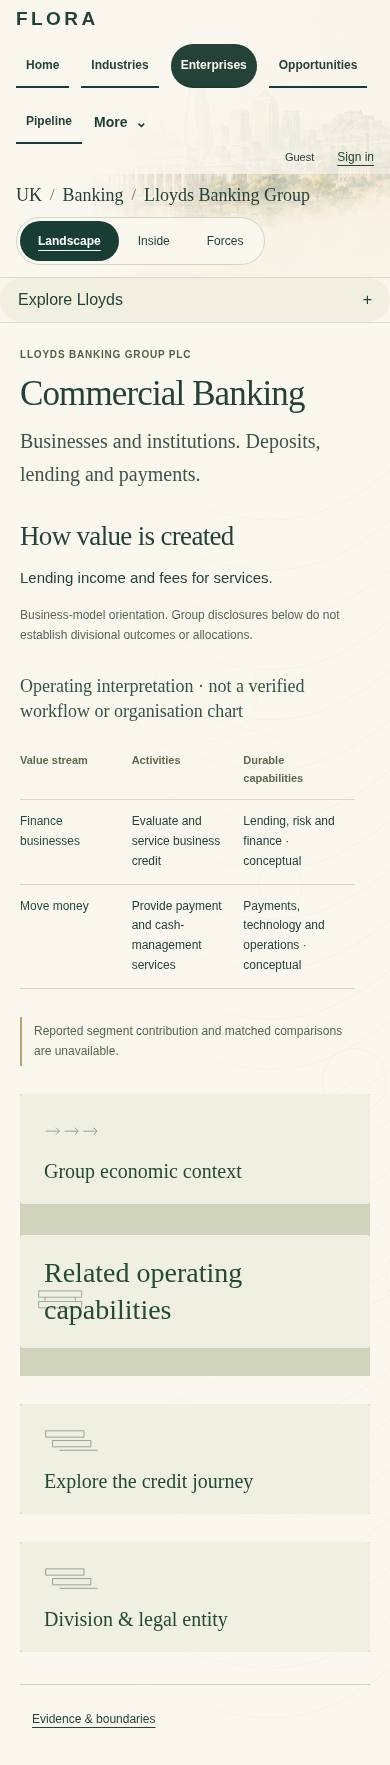 FLORA
Home Industries Enterprises Opportunities
Pipeline More
Guest Sign in
UK / Banking / Lloyds Banking Group
Landscape Inside Forces
Explore Lloyds +
LLOYDS BANKING GROUP PLC
Commercial Banking
Businesses and institutions. Deposits,
lending and payments.
How value is created
Lending income and fees for services.
Business-model orientation. Group disclosures below do not
establish divisional outcomes or allocations.
Operating interpretation · not a verified
workflow or organisation chart
Value stream Activities Durable
capabilities
Finance Evaluate and Lending, risk and
businesses service business finance ·
credit conceptual
Move money Provide payment Payments,
and cash- technology and
management operations ·
services conceptual
Reported segment contribution and matched comparisons
are unavailable.
Group economic context
Related operating
capabilities
Explore the credit journey
Division & legal entity
Evidence & boundaries